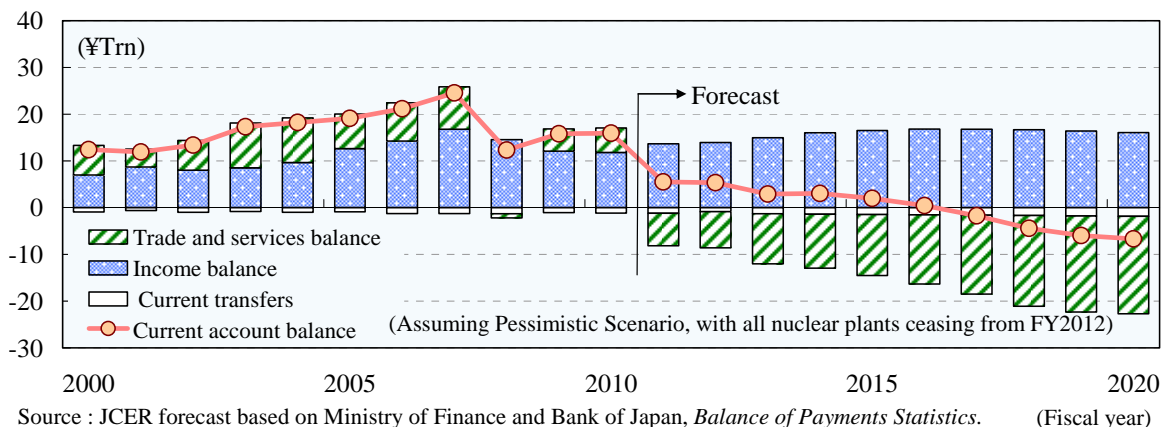 40
30
20
10
0
-10
-20
-30
(¥Trn)
Forecast
Trade and services balance
Income balance
Current transfers
Current account balance
(Assuming Pessimistic Scenario, with all nuclear plants ceasing from FY2012)
2000 2005 2010 2015 2020
Source : JCER forecast based on Ministry of Finance and Bank of Japan, Balance of Payments Statistics. (Fiscal year)